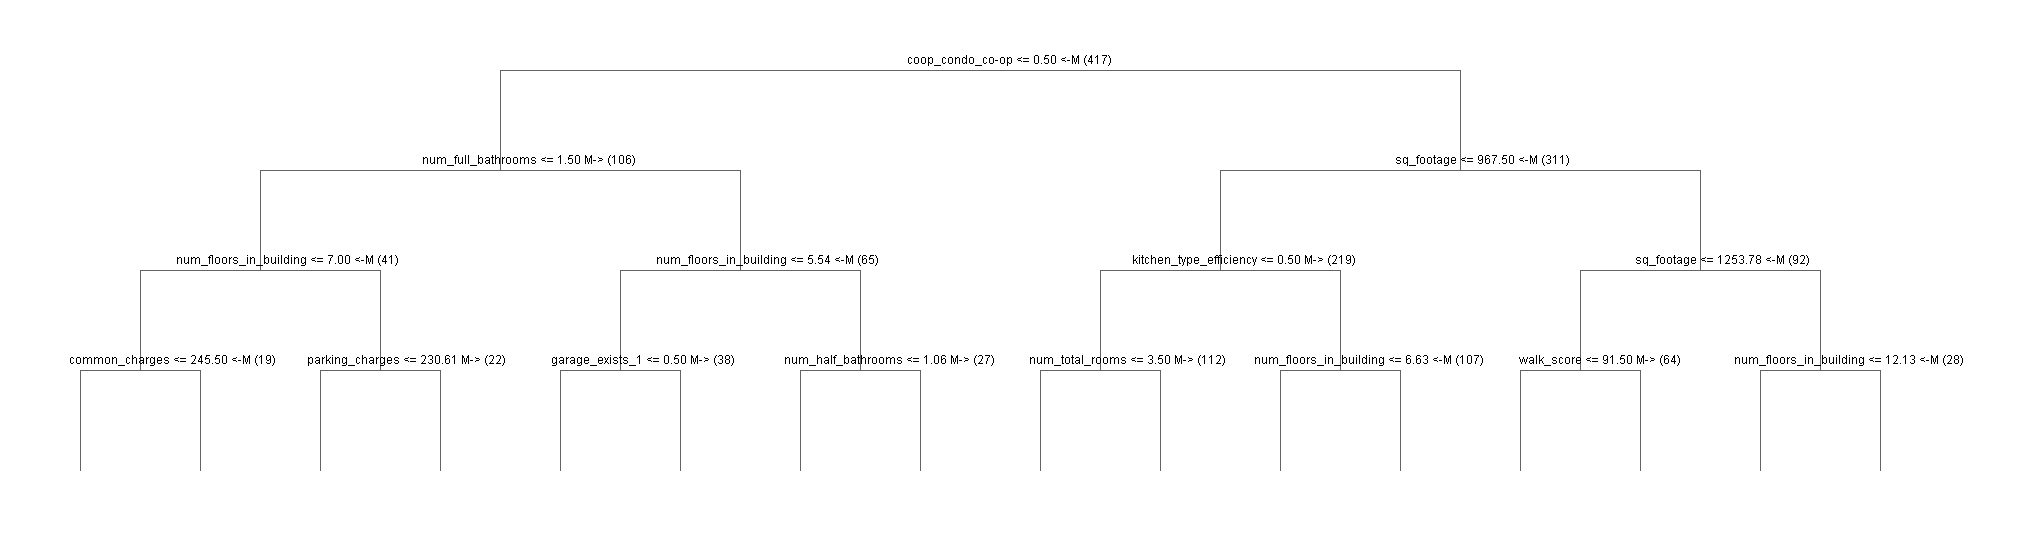 coop_condo_co-op <= 0.50 <-M (417)
num_full_bathrooms <= 1.50 M-> (106)
sq_footage <= 967.50 <-M (311)
num_floors_in_building <= 7.00 <-M (41)
num_floors_in_building <= 5.54 <-M (65)
kitchen_type_efficiency <= 0.50 M-> (219)
sq_footage <= 1253.78 <-M (92)
common_charges <= 245.50 <-M (19)
parking_charges <= 230.61 M-> (22)
garage_exists_1 <= 0.50 M-> (38)
num_half_bathrooms <= 1.06 M-> (27)
num_total_rooms <= 3.50 M-> (112)
num_floors_in_building <= 6.63 <-M (107)
walk_score <= 91.50 M-> (64)
num_floors_in_building <= 12.13 <-M (28)